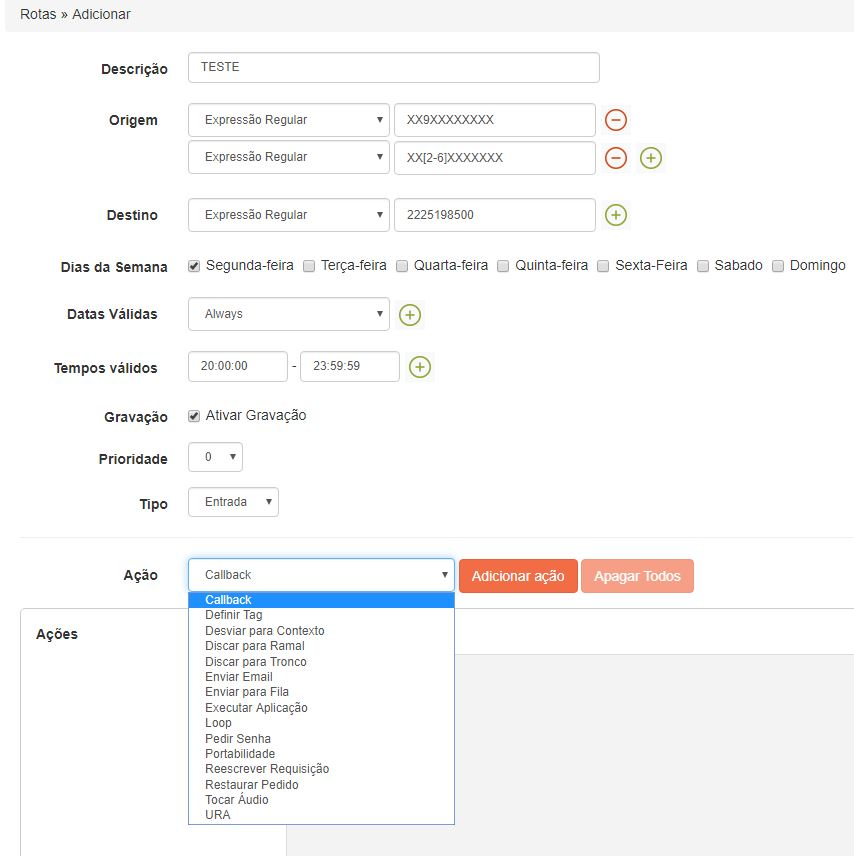 Rotas » Adicionar
Descrição TESTE
Origem Expressão Regular XX9XXXXXXXX
Expressão Regular XX[2-6]XXXXXXX
Destino Expressão Regular 2225198500
Dias da Semana Segunda-feira Terça-feira Quarta-feira Quinta-feira Sexta-Feira Sabado Domingo
Datas Válidas Always
Tempos válidos 20:00:00 - 23:59:59
Gravação Ativar Gravação
Prioridade 0
Tipo Entrada
Ação Callback Adicionar ação Apagar Todos
Callback
Definir Tag
Ações
Desviar para Contexto
Discar para Ramal
Discar para Tronco
Enviar Email
Enviar para Fila
Executar Aplicação
Loop
Pedir Senha
Portabilidade
Reescrever Requisição
Restaurar Pedido
Tocar Áudio
URA